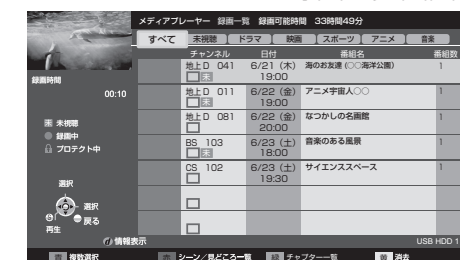 メディアプレーヤー 録画一覧 録画可能時間 33時間49分
すべて 未視聴 ドラマ 映画 スポーツ アニメ 音楽
チャンネル 日付 番組名 番組数
地上D 041 6/21 (木) 海のお友達 (○○海洋公園) 1
未 19:00
地上D 011 6/22 (金) アニメ宇宙人○○ 1
未 19:00
地上D 081 6/22 (金) なつかしの名画館 1
20:00
BS 103 6/23 (土) 音楽のある風景 1
未 18:00
CS 102 6/23 (土) サイエンススペース 1
19:30
録画時間
00:10
未 未視聴
録画中
プロテクト中
選択
選択
戻る
再生
情報表示
USB HDD 1
青 複数選択
赤 シーン/見どころ一覧
緑 チャプター一覧
黄 消去